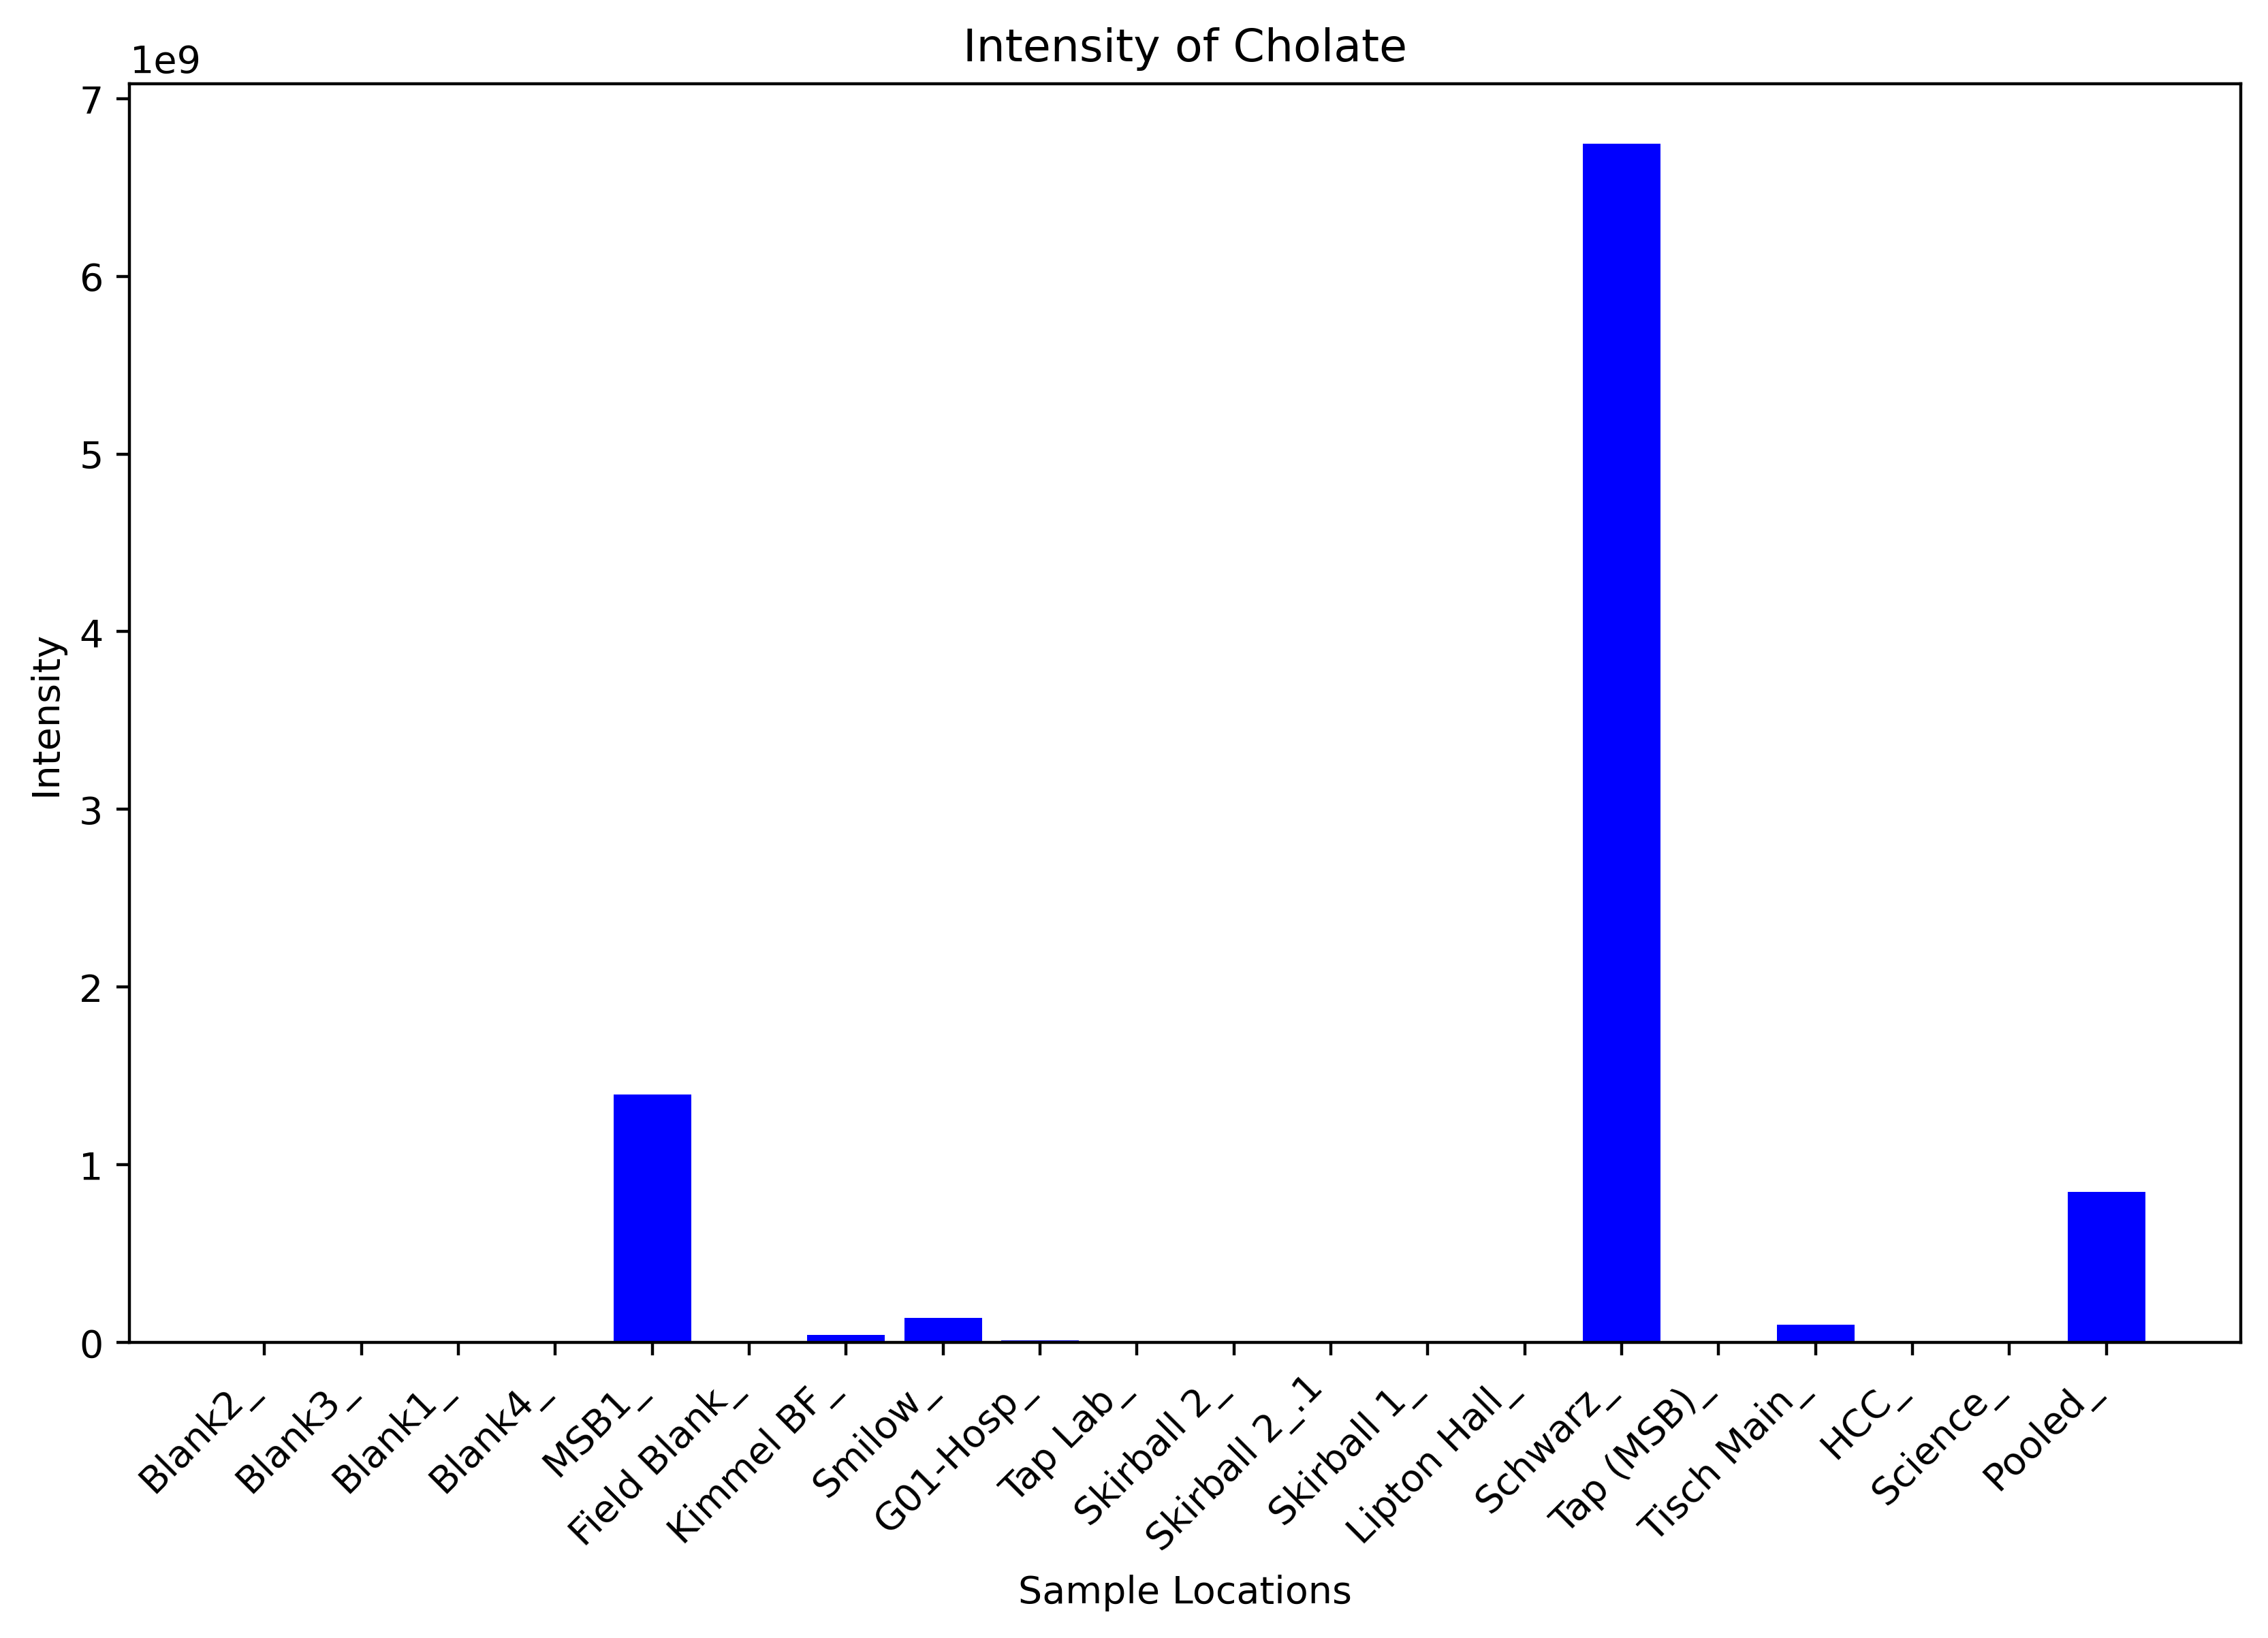 Intensity of Cholate
1e9
7
6
5
4
3
2
1
0
Intensity
Blank2_
Blank3_
Blank1_
Blank4_
MSB1_
Field Blank_
Kimmel BF_
Smilow_
G01-Hosp_
Tap Lab_
Skirball 2_
Skirball 2_.1
Skirball 1_
Lipton Hall_
Schwarz_
Tap (MSB)_
Tisch Main_
HCC_
Science_
Pooled_
Sample Locations